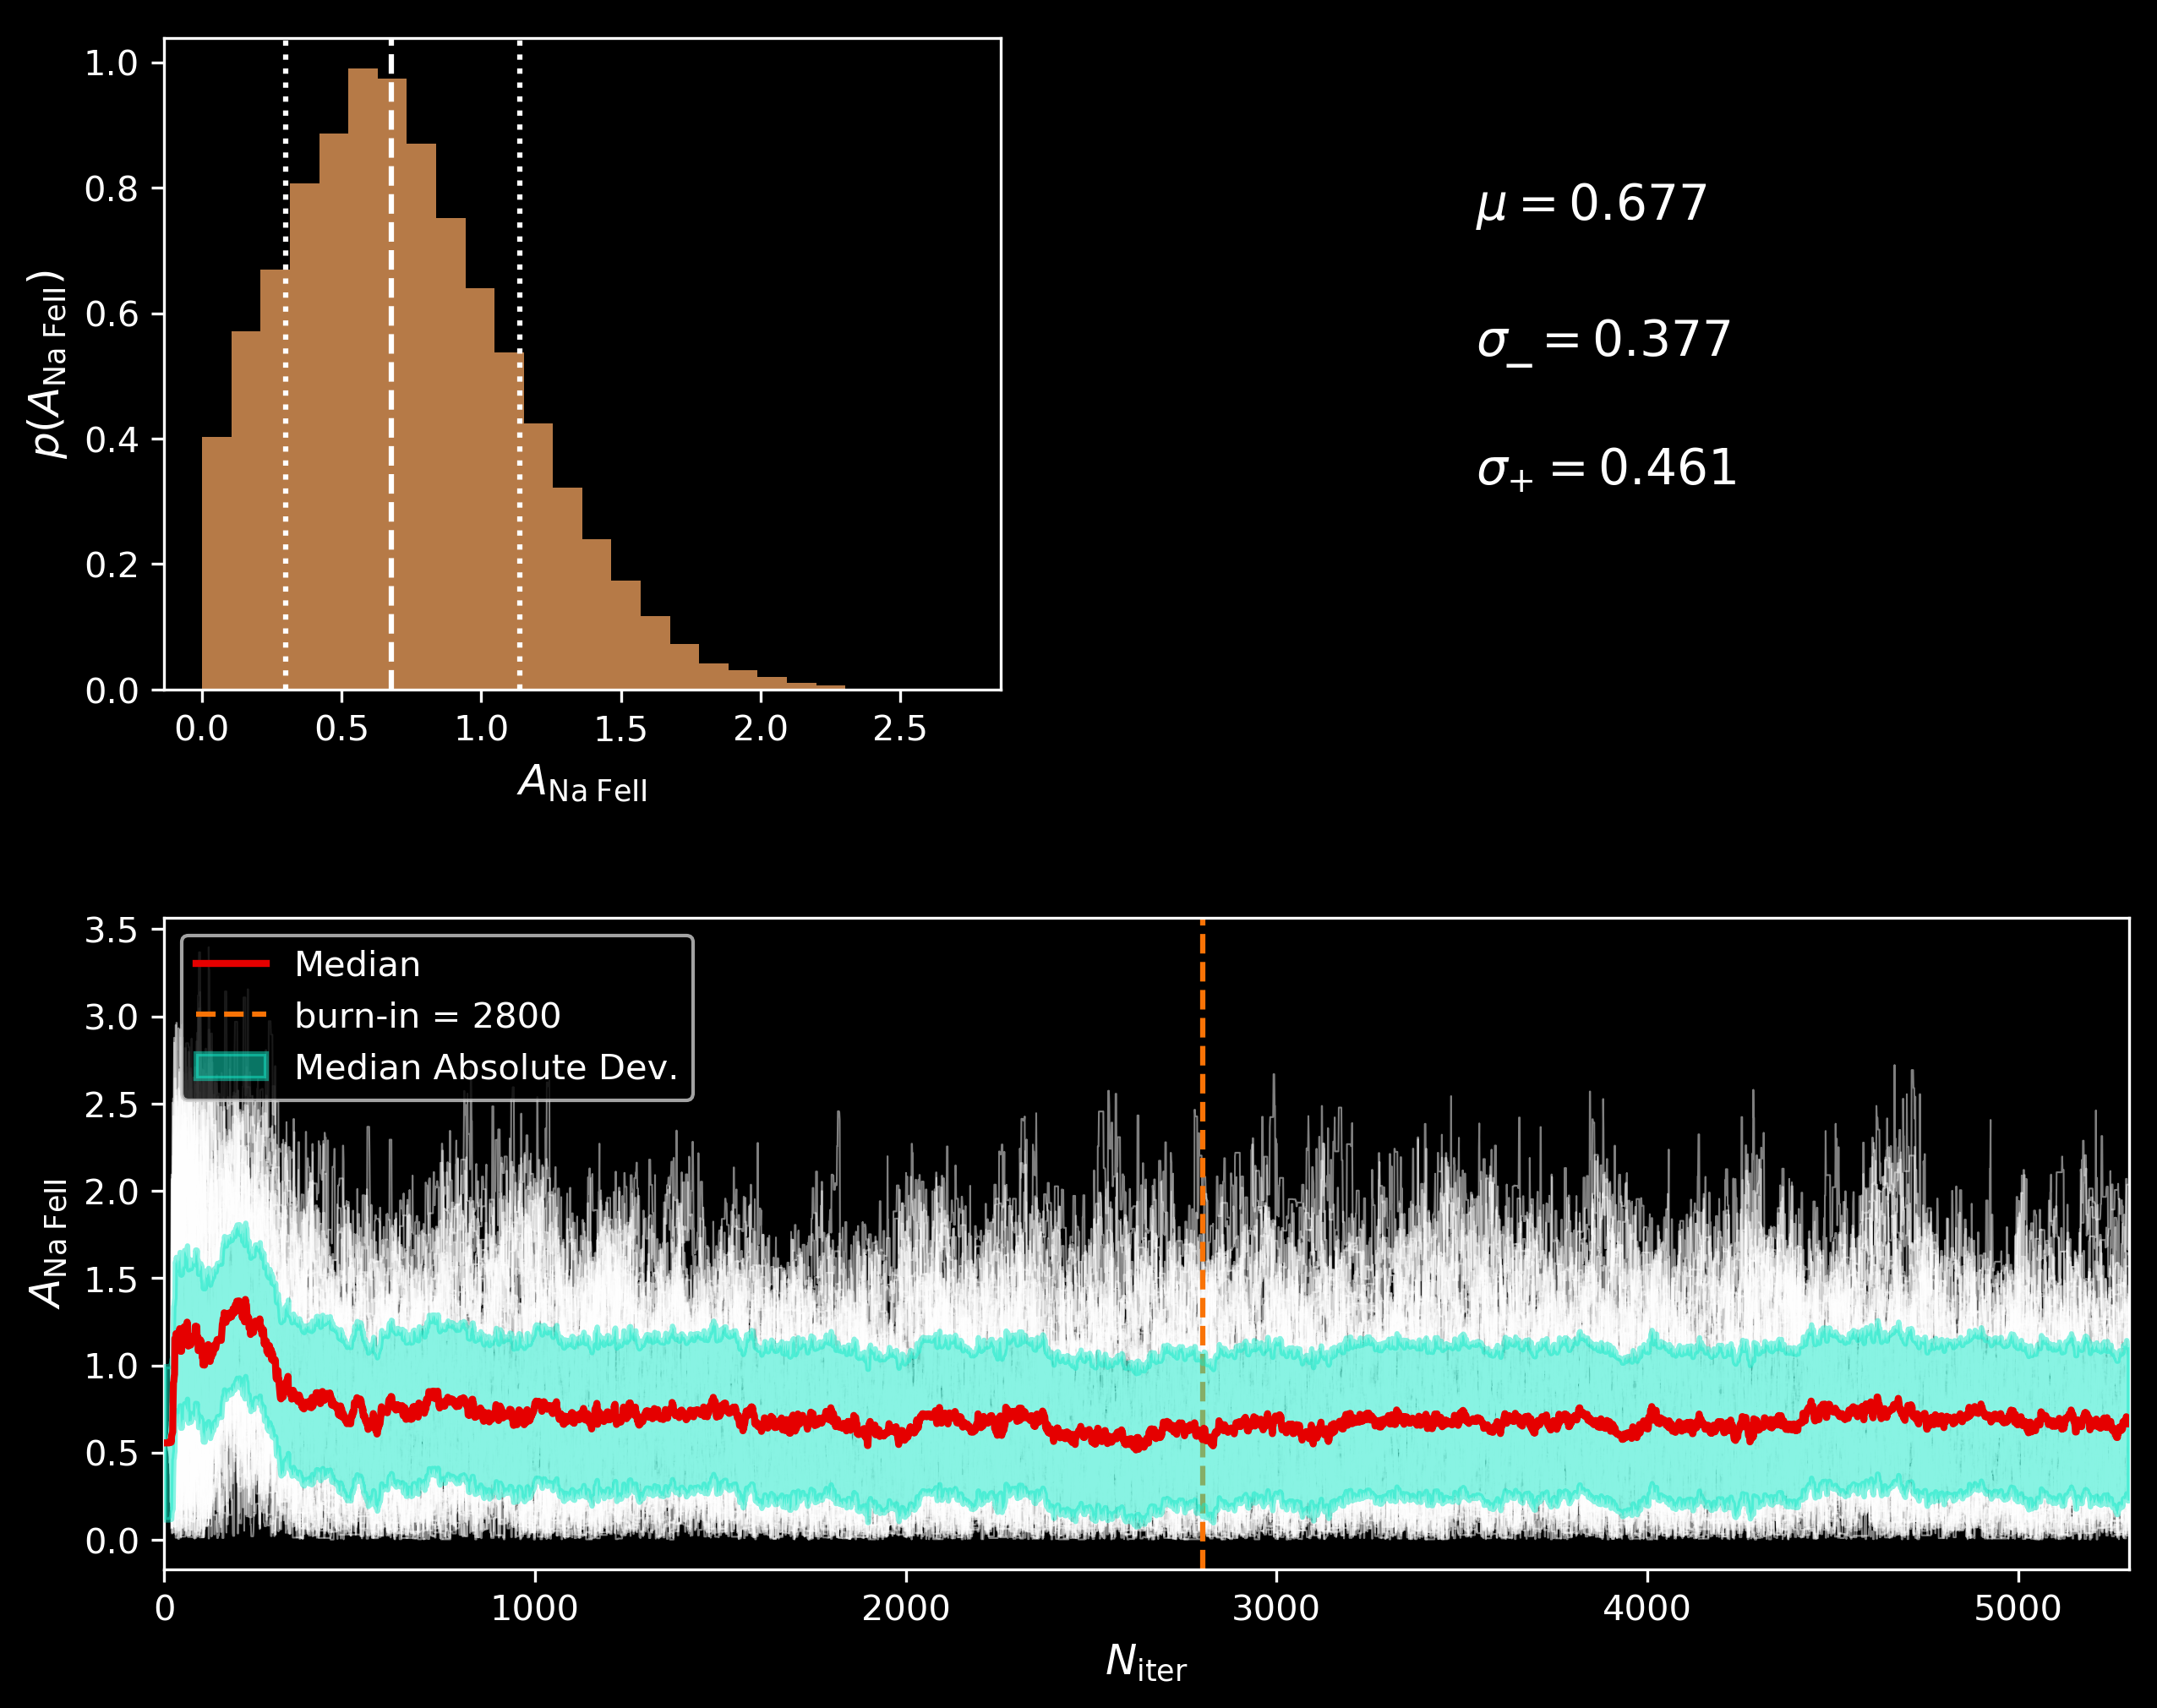 1.0
0.8
0.6
0.4
0.2
0.0
p(A_Na FeII)
0.0 0.5 1.0 1.5 2.0 2.5
A_Na FeII
μ = 0.677
σ_− = 0.377
σ_+ = 0.461
3.5
3.0
2.5
2.0
1.5
1.0
0.5
0.0
A_Na FeII
Median
burn-in = 2800
Median Absolute Dev.
0 1000 2000 3000 4000 5000
N_iter